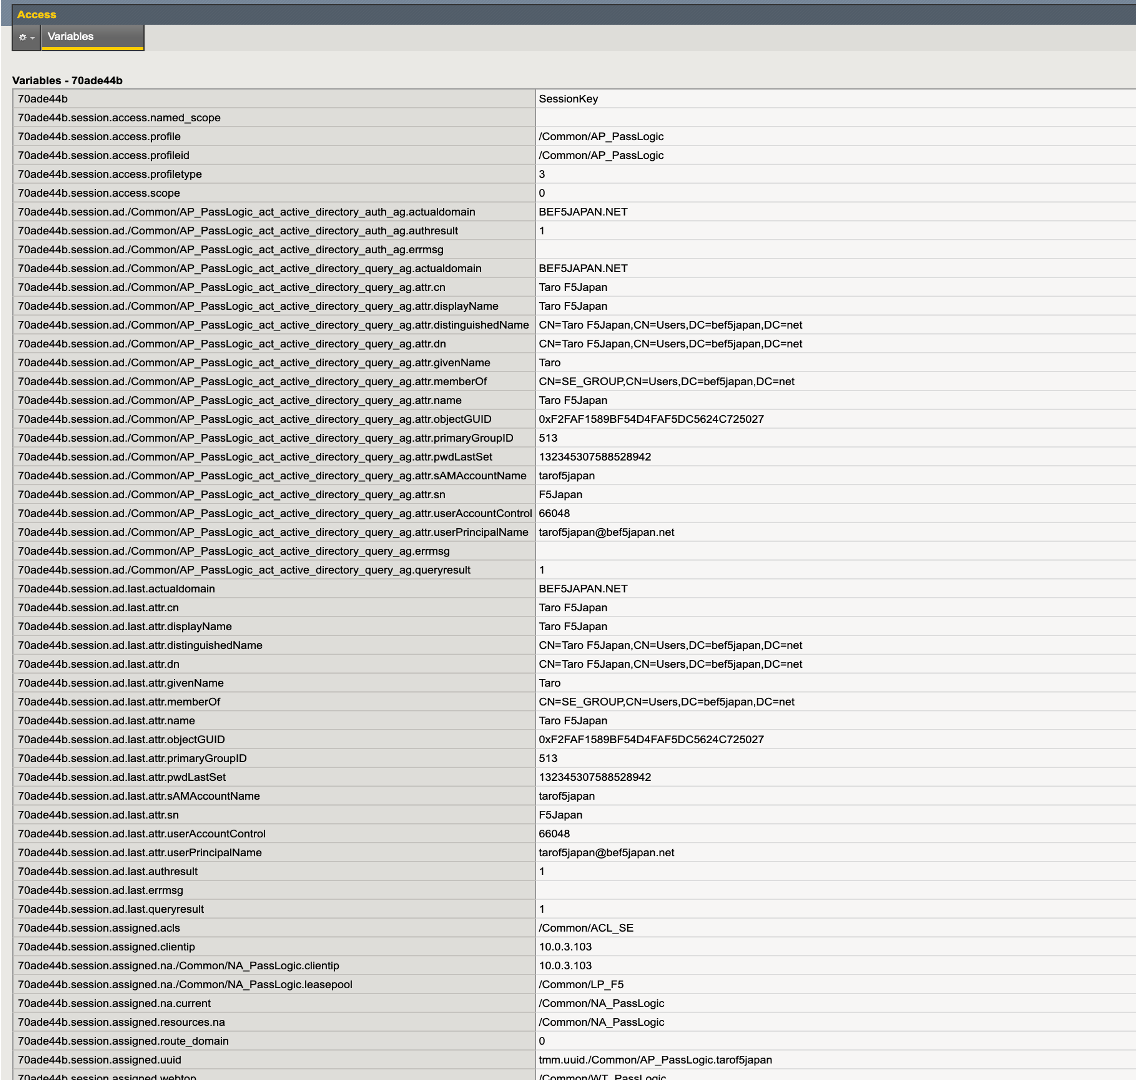 Access
Variables
Variables - 70ade44b
70ade44b SessionKey
70ade44b.session.access.named_scope
70ade44b.session.access.profile /Common/AP_PassLogic
70ade44b.session.access.profileid /Common/AP_PassLogic
70ade44b.session.access.profiletype 3
70ade44b.session.access.scope 0
70ade44b.session.ad./Common/AP_PassLogic_act_active_directory_auth_ag.actualdomain BEF5JAPAN.NET
70ade44b.session.ad./Common/AP_PassLogic_act_active_directory_auth_ag.authresult 1
70ade44b.session.ad./Common/AP_PassLogic_act_active_directory_auth_ag.errmsg
70ade44b.session.ad./Common/AP_PassLogic_act_active_directory_query_ag.actualdomain BEF5JAPAN.NET
70ade44b.session.ad./Common/AP_PassLogic_act_active_directory_query_ag.attr.cn Taro F5Japan
70ade44b.session.ad./Common/AP_PassLogic_act_active_directory_query_ag.attr.displayName Taro F5Japan
70ade44b.session.ad./Common/AP_PassLogic_act_active_directory_query_ag.attr.distinguishedName CN=Taro F5Japan,CN=Users,DC=bef5japan,DC=net
70ade44b.session.ad./Common/AP_PassLogic_act_active_directory_query_ag.attr.dn CN=Taro F5Japan,CN=Users,DC=bef5japan,DC=net
70ade44b.session.ad./Common/AP_PassLogic_act_active_directory_query_ag.attr.givenName Taro
70ade44b.session.ad./Common/AP_PassLogic_act_active_directory_query_ag.attr.memberOf CN=SE_GROUP,CN=Users,DC=bef5japan,DC=net
70ade44b.session.ad./Common/AP_PassLogic_act_active_directory_query_ag.attr.name Taro F5Japan
70ade44b.session.ad./Common/AP_PassLogic_act_active_directory_query_ag.attr.objectGUID 0xF2FAF1589BF54D4FAF5DC5624C725027
70ade44b.session.ad./Common/AP_PassLogic_act_active_directory_query_ag.attr.primaryGroupID 513
70ade44b.session.ad./Common/AP_PassLogic_act_active_directory_query_ag.attr.pwdLastSet 132345307588528942
70ade44b.session.ad./Common/AP_PassLogic_act_active_directory_query_ag.attr.sAMAccountName tarof5japan
70ade44b.session.ad./Common/AP_PassLogic_act_active_directory_query_ag.attr.sn F5Japan
70ade44b.session.ad./Common/AP_PassLogic_act_active_directory_query_ag.attr.userAccountControl 66048
70ade44b.session.ad./Common/AP_PassLogic_act_active_directory_query_ag.attr.userPrincipalName tarof5japan@bef5japan.net
70ade44b.session.ad./Common/AP_PassLogic_act_active_directory_query_ag.errmsg
70ade44b.session.ad./Common/AP_PassLogic_act_active_directory_query_ag.queryresult 1
70ade44b.session.ad.last.actualdomain BEF5JAPAN.NET
70ade44b.session.ad.last.attr.cn Taro F5Japan
70ade44b.session.ad.last.attr.displayName Taro F5Japan
70ade44b.session.ad.last.attr.distinguishedName CN=Taro F5Japan,CN=Users,DC=bef5japan,DC=net
70ade44b.session.ad.last.attr.dn CN=Taro F5Japan,CN=Users,DC=bef5japan,DC=net
70ade44b.session.ad.last.attr.givenName Taro
70ade44b.session.ad.last.attr.memberOf CN=SE_GROUP,CN=Users,DC=bef5japan,DC=net
70ade44b.session.ad.last.attr.name Taro F5Japan
70ade44b.session.ad.last.attr.objectGUID 0xF2FAF1589BF54D4FAF5DC5624C725027
70ade44b.session.ad.last.attr.primaryGroupID 513
70ade44b.session.ad.last.attr.pwdLastSet 132345307588528942
70ade44b.session.ad.last.attr.sAMAccountName tarof5japan
70ade44b.session.ad.last.attr.sn F5Japan
70ade44b.session.ad.last.attr.userAccountControl 66048
70ade44b.session.ad.last.attr.userPrincipalName tarof5japan@bef5japan.net
70ade44b.session.ad.last.authresult 1
70ade44b.session.ad.last.errmsg
70ade44b.session.ad.last.queryresult 1
70ade44b.session.assigned.acls /Common/ACL_SE
70ade44b.session.assigned.clientip 10.0.3.103
70ade44b.session.assigned.na./Common/NA_PassLogic.clientip 10.0.3.103
70ade44b.session.assigned.na./Common/NA_PassLogic.leasepool /Common/LP_F5
70ade44b.session.assigned.na.current /Common/NA_PassLogic
70ade44b.session.assigned.resources.na /Common/NA_PassLogic
70ade44b.session.assigned.route_domain 0
70ade44b.session.assigned.uuid tmm.uuid./Common/AP_PassLogic.tarof5japan
70ade44b.session.assigned.webtop /Common/WT_PassLogic